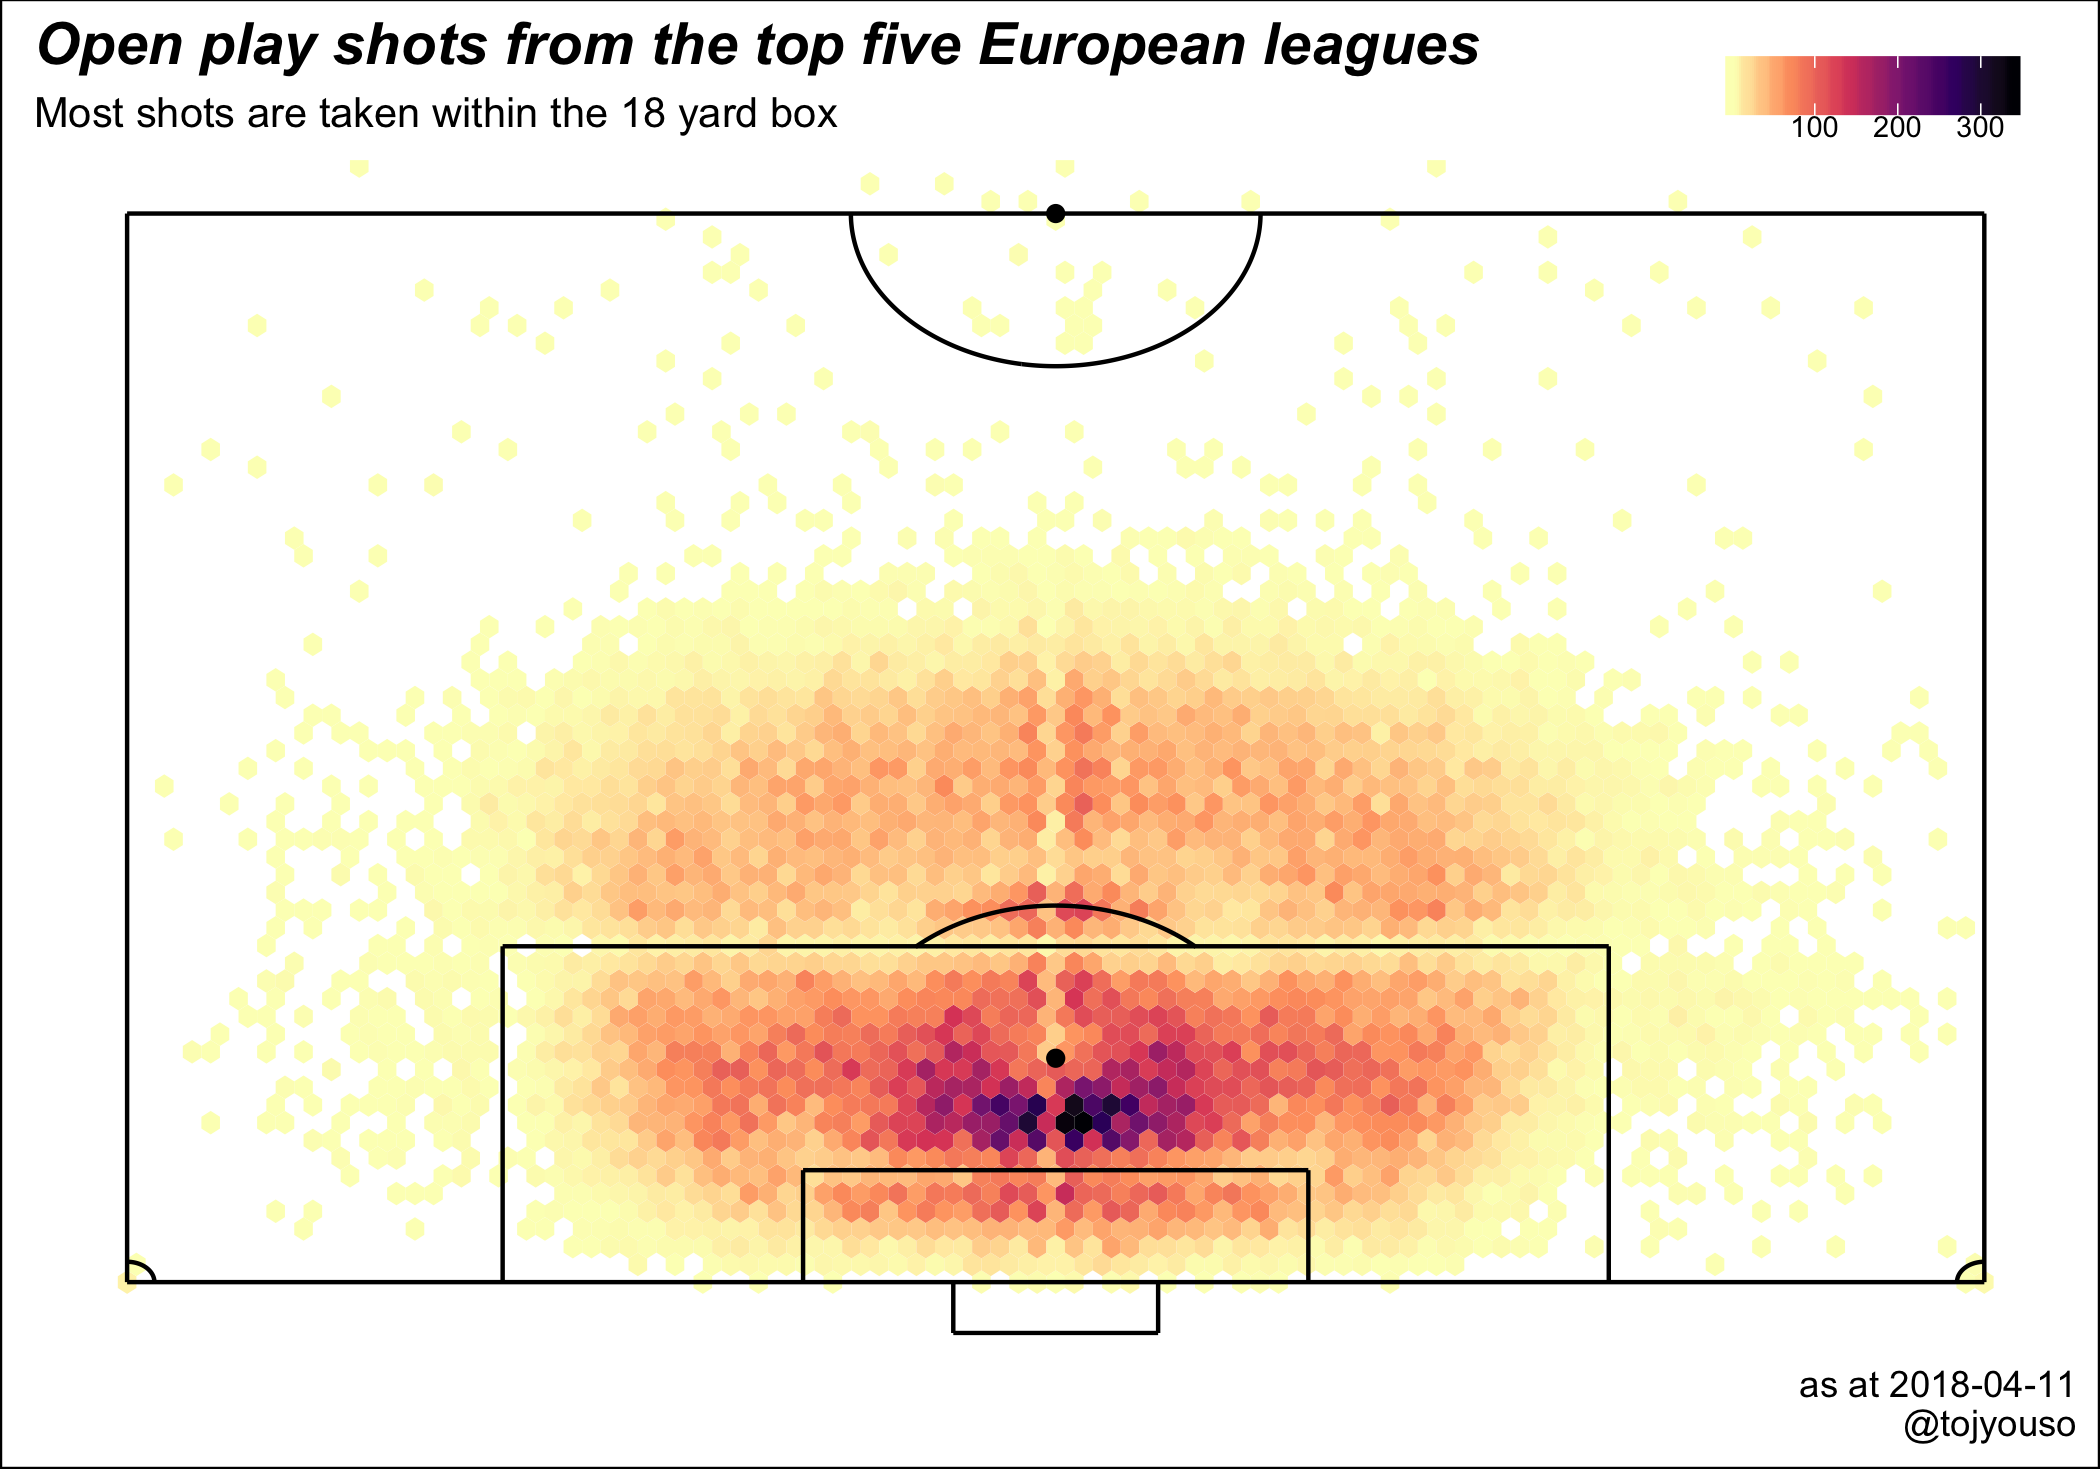 Open play shots from the top five European leagues
Most shots are taken within the 18 yard box
100 200 300
as at 2018-04-11
@tojyouso